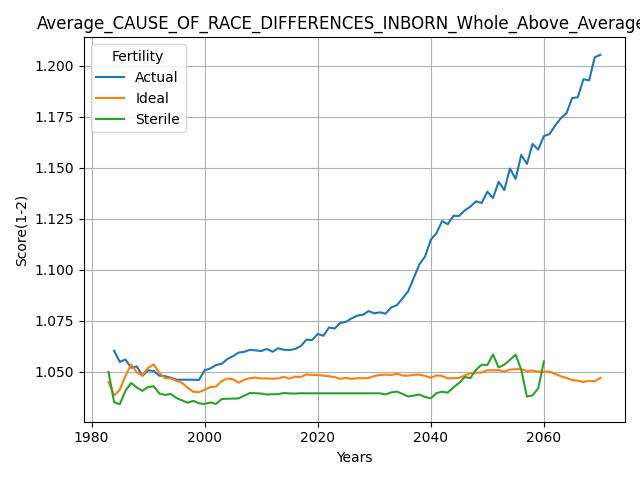 Average_CAUSE_OF_RACE_DIFFERENCES_INBORN_Whole_Above_Average
Fertility
Actual
Ideal
Sterile
1.200
1.175
1.150
1.125
1.100
1.075
1.050
Score(1-2)
1980 2000 2020 2040 2060
Years